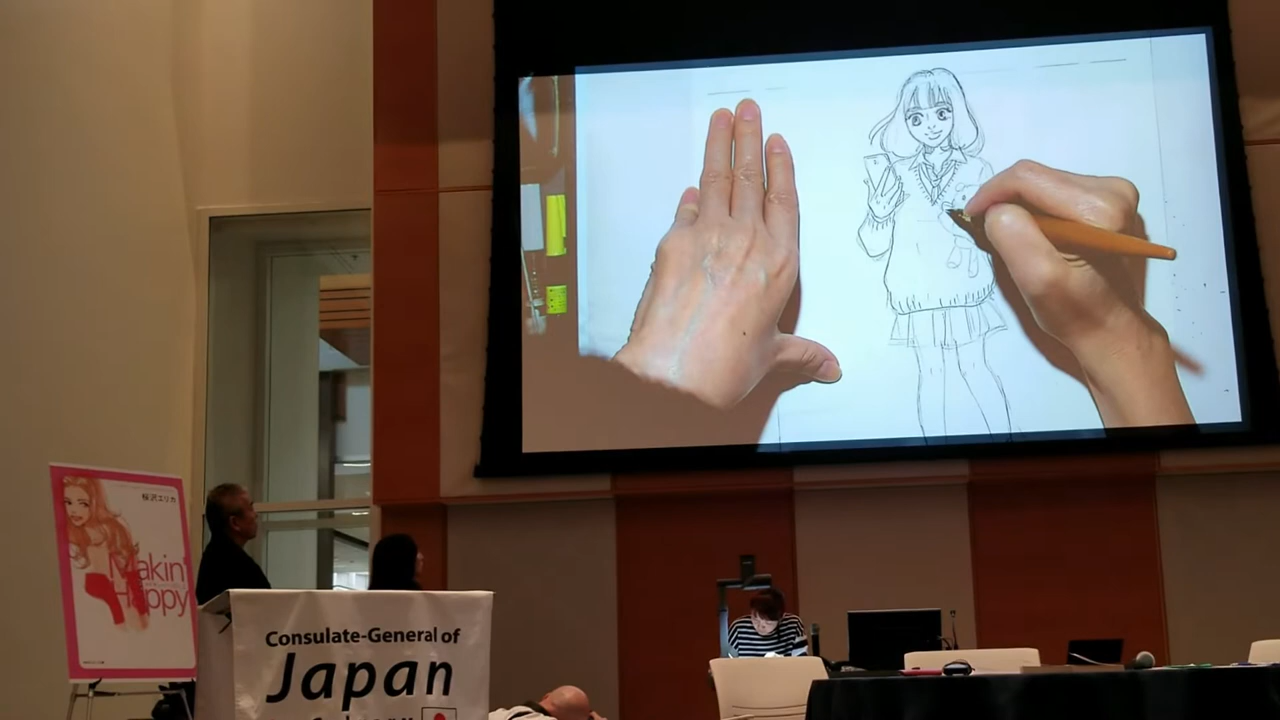 桜沢エリカ
Makin'
Happy
Consulate-General of
Japan